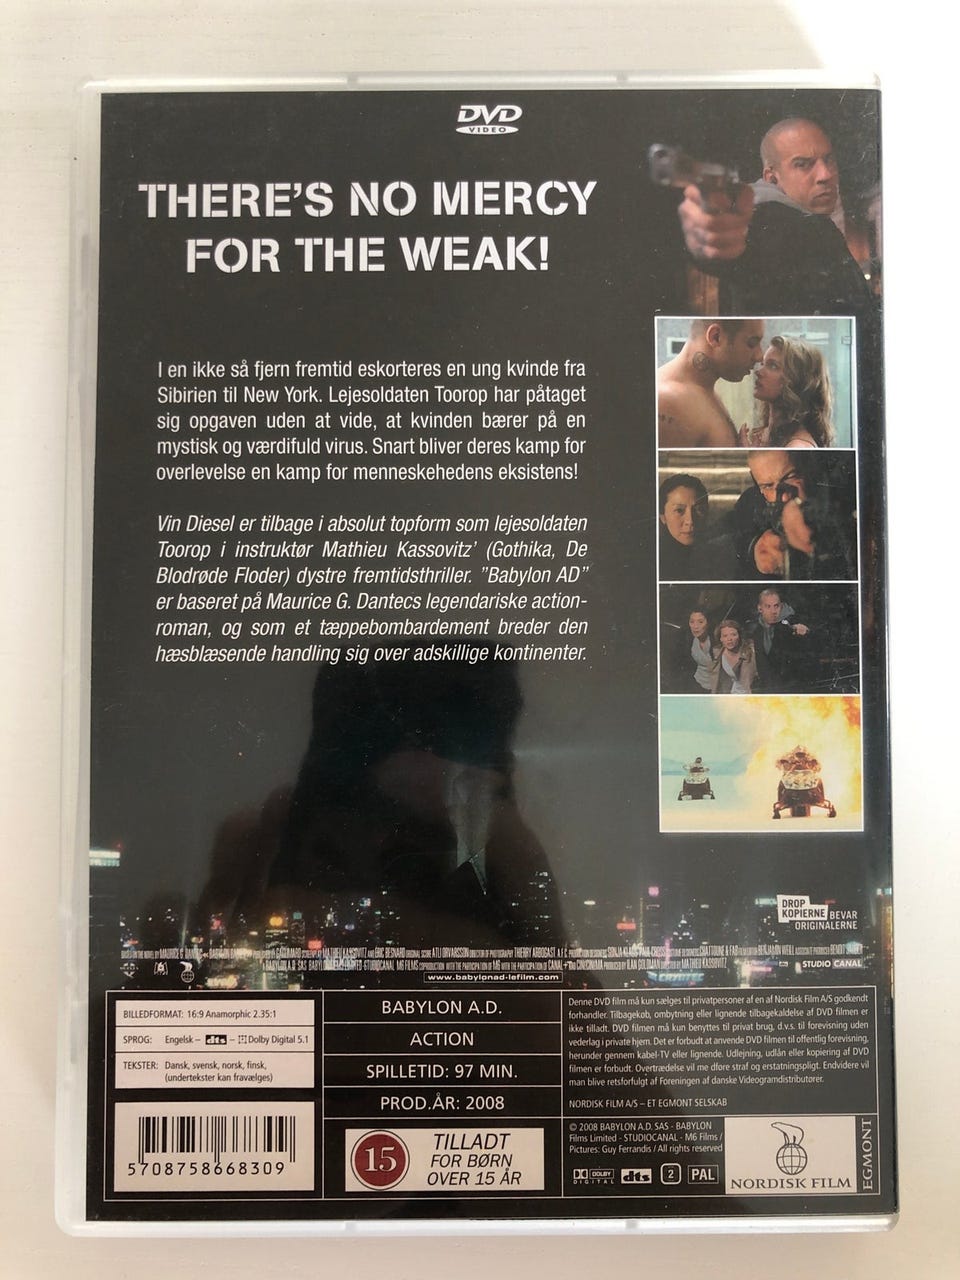 DVD
VIDEO
THERE'S NO MERCY
FOR THE WEAK!
I en ikke så fjern fremtid eskorteres en ung kvinde fra
Sibirien til New York. Lejesoldaten Toorop har påtaget
sig opgaven uden at vide, at kvinden bærer på en
mystisk og værdifuld virus. Snart bliver deres kamp for
overlevelse en kamp for menneskehedens eksistens!
Vin Diesel er tilbage i absolut topform som lejesoldaten
Toorop i instruktør Mathieu Kassovitz' (Gothika, De
Blodrøde Floder) dystre fremtidsthriller. "Babylon AD"
er baseret på Maurice G. Dantecs legendariske action-
roman, og som et tæppebombardement breder den
hæsblæsende handling sig over adskillige kontinenter.
DROP
KOPIERNE BEVAR
ORIGINALERNE
STUDIO CANAL
www.babylonad-lefilm.com
BILLEDFORMAT: 16:9 Anamorphic 2.35:1
SPROG: Engelsk – dts – Dolby Digital 5.1
TEKSTER: Dansk, svensk, norsk, finsk,
(undertekster kan fravælges)
5708758668309
BABYLON A.D.
ACTION
SPILLETID: 97 MIN.
PROD.ÅR: 2008
15
TILLADT
FOR BØRN
OVER 15 ÅR
Denne DVD film må kun sælges til privatpersoner af en af Nordisk Film A/S godkendt
forhandler. Tilbagekøb, ombytning eller lignende tilbagekaldelse af DVD filmen er
ikke tilladt. DVD filmen må kun benyttes til privat brug, d.v.s. til forevisning uden
vederlag i private hjem. Det er forbudt at anvende DVD filmen til offentlig forevisning,
herunder gennem kabel-TV eller lignende. Udlejning, udlån eller kopiering af DVD
filmen er forbudt. Overtrædelse vil medføre straf og erstatningspligt. Endvidere vil
man blive retsforfulgt af Foreningen af danske Videogramdistributører.
NORDISK FILM A/S – ET EGMONT SELSKAB
© 2008 BABYLON A.D. SAS - BABYLON
Films Limited - STUDIOCANAL - M6 Films /
Pictures: Guy Ferrandis / All rights reserved
DOLBY
DIGITAL
dts
2
PAL
NORDISK FILM
EGMONT